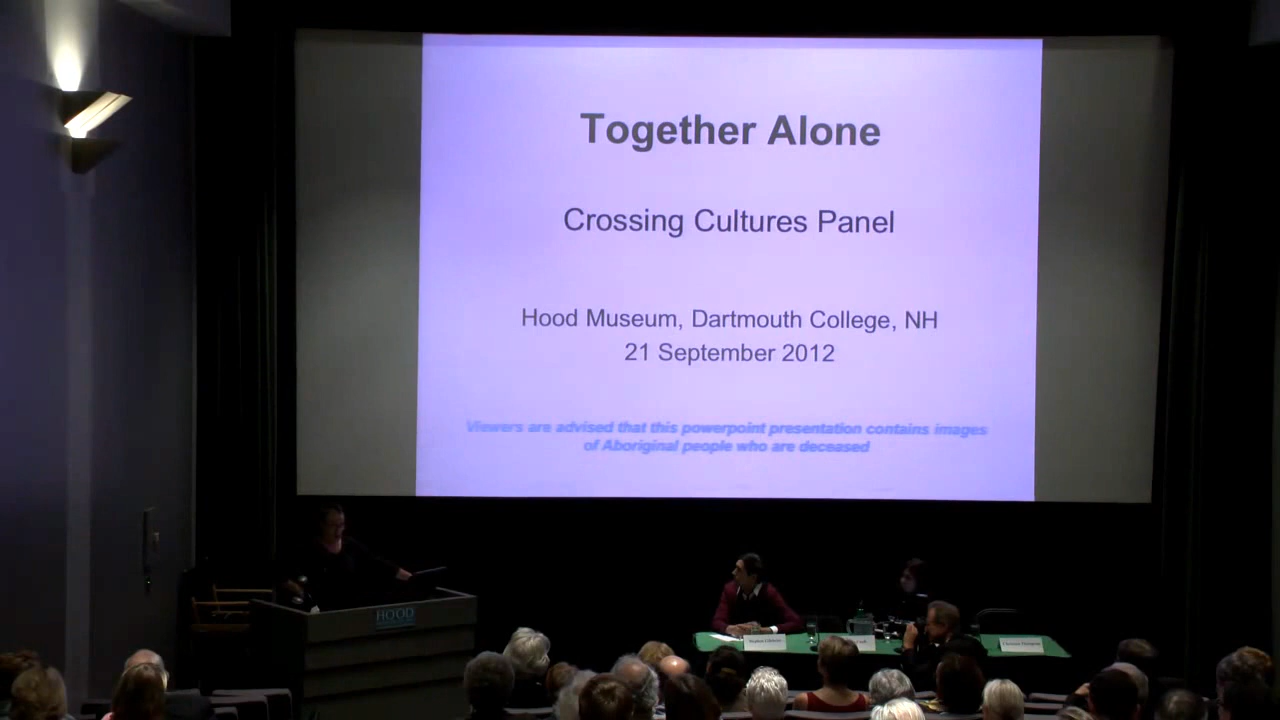 Together Alone
Crossing Cultures Panel
Hood Museum, Dartmouth College, NH
21 September 2012
Viewers are advised that this powerpoint presentation contains images
of Aboriginal people who are deceased
HOOD